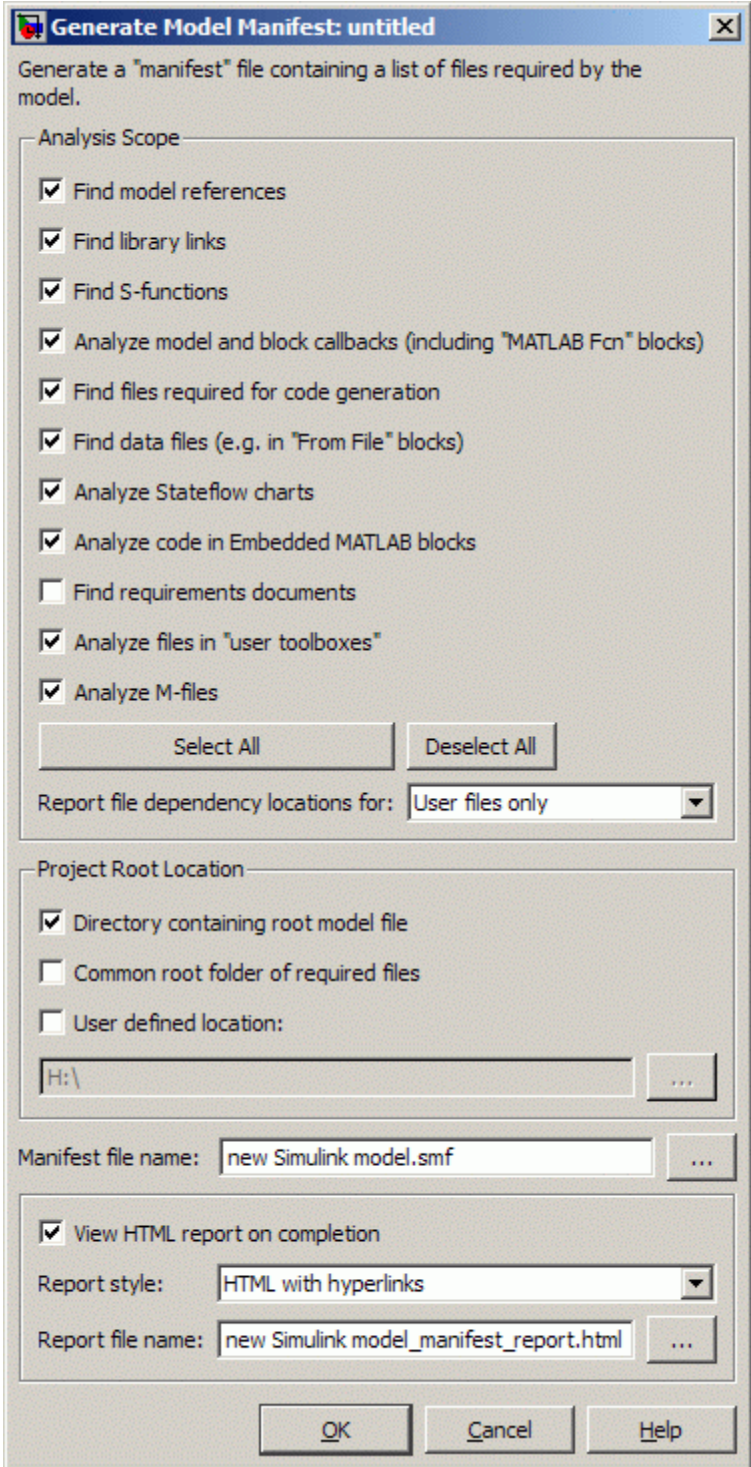 Generate Model Manifest: untitled
Generate a "manifest" file containing a list of files required by the
model.
Analysis Scope
Find model references
Find library links
Find S-functions
Analyze model and block callbacks (including "MATLAB Fcn" blocks)
Find files required for code generation
Find data files (e.g. in "From File" blocks)
Analyze Stateflow charts
Analyze code in Embedded MATLAB blocks
Find requirements documents
Analyze files in "user toolboxes"
Analyze M-files
Select All Deselect All
Report file dependency locations for: User files only
Project Root Location
Directory containing root model file
Common root folder of required files
User defined location:
H:\ ...
Manifest file name: new Simulink model.smf ...
View HTML report on completion
Report style: HTML with hyperlinks
Report file name: new Simulink model_manifest_report.html ...
OK Cancel Help